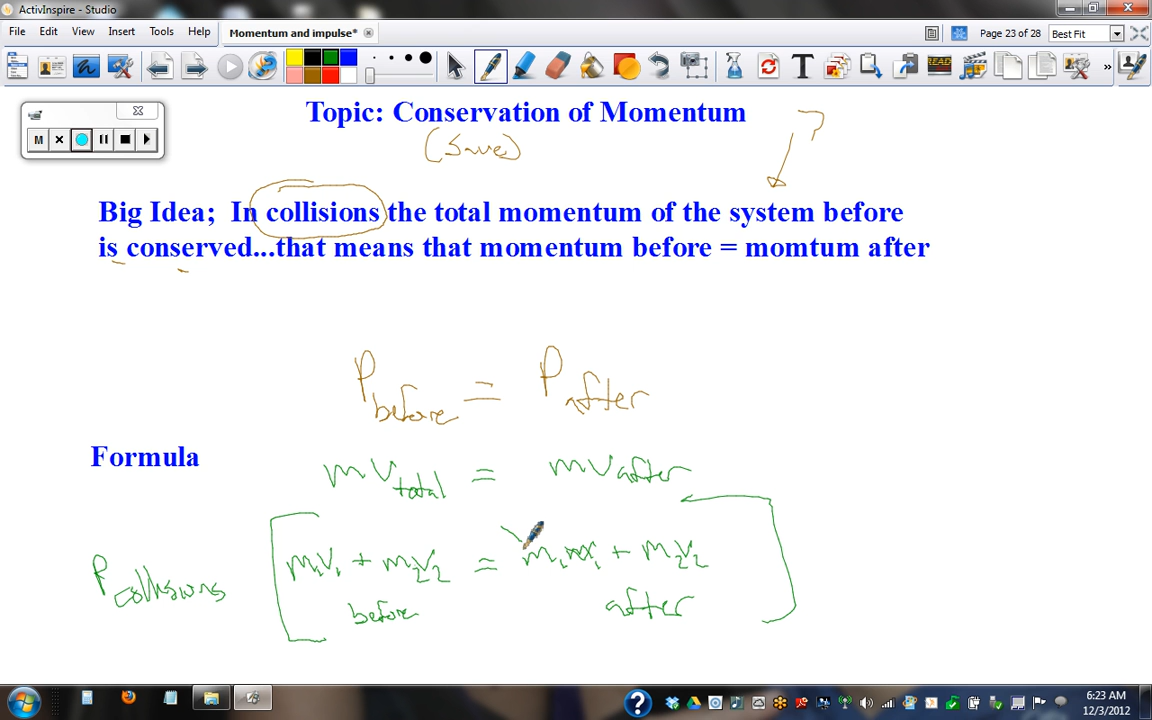 ActivInspire - Studio
File Edit View Insert Tools Help Momentum and impulse* Page 23 of 28 Best Fit
M
Topic: Conservation of Momentum
(Save)
?
Big Idea; In collisions the total momentum of the system before
is conserved...that means that momentum before = momtum after
P before = P after
Formula
mv total = mv after
P collisions m₁v₁ + m₂v₂ = m₁ + m₂v₂
before after
6:23 AM
12/3/2012